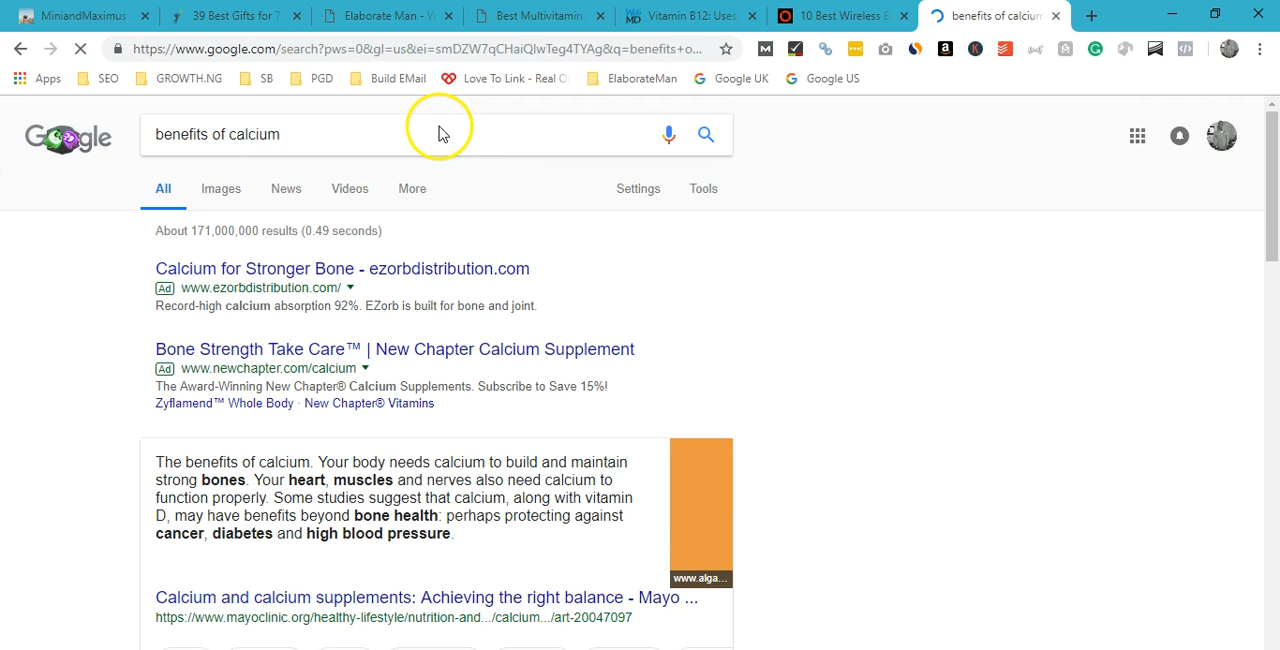 MiniandMaximus
39 Best Gifts for 7
Elaborate Man - W
Best Multivitamin
Vitamin B12: Uses,
10 Best Wireless E
benefits of calcium
https://www.google.com/search?pws=0&gl=us&ei=smDZW7qCHaiQlwTeg4TYAg&q=benefits+o...
Apps
SEO
GROWTH.NG
SB
PGD
Build EMail
Love To Link - Real O
ElaborateMan
Google UK
Google US
Google
benefits of calcium
All
Images
News
Videos
More
Settings
Tools
About 171,000,000 results (0.49 seconds)
Calcium for Stronger Bone - ezorbdistribution.com
Ad www.ezorbdistribution.com/
Record-high calcium absorption 92%. EZorb is built for bone and joint.
Bone Strength Take Care™ | New Chapter Calcium Supplement
Ad www.newchapter.com/calcium
The Award-Winning New Chapter® Calcium Supplements. Subscribe to Save 15%!
Zyflamend™ Whole Body · New Chapter® Vitamins
The benefits of calcium. Your body needs calcium to build and maintain
strong bones. Your heart, muscles and nerves also need calcium to
function properly. Some studies suggest that calcium, along with vitamin
D, may have benefits beyond bone health: perhaps protecting against
cancer, diabetes and high blood pressure.
www.alga...
Calcium and calcium supplements: Achieving the right balance - Mayo ...
https://www.mayoclinic.org/healthy-lifestyle/nutrition-and.../calcium.../art-20047097